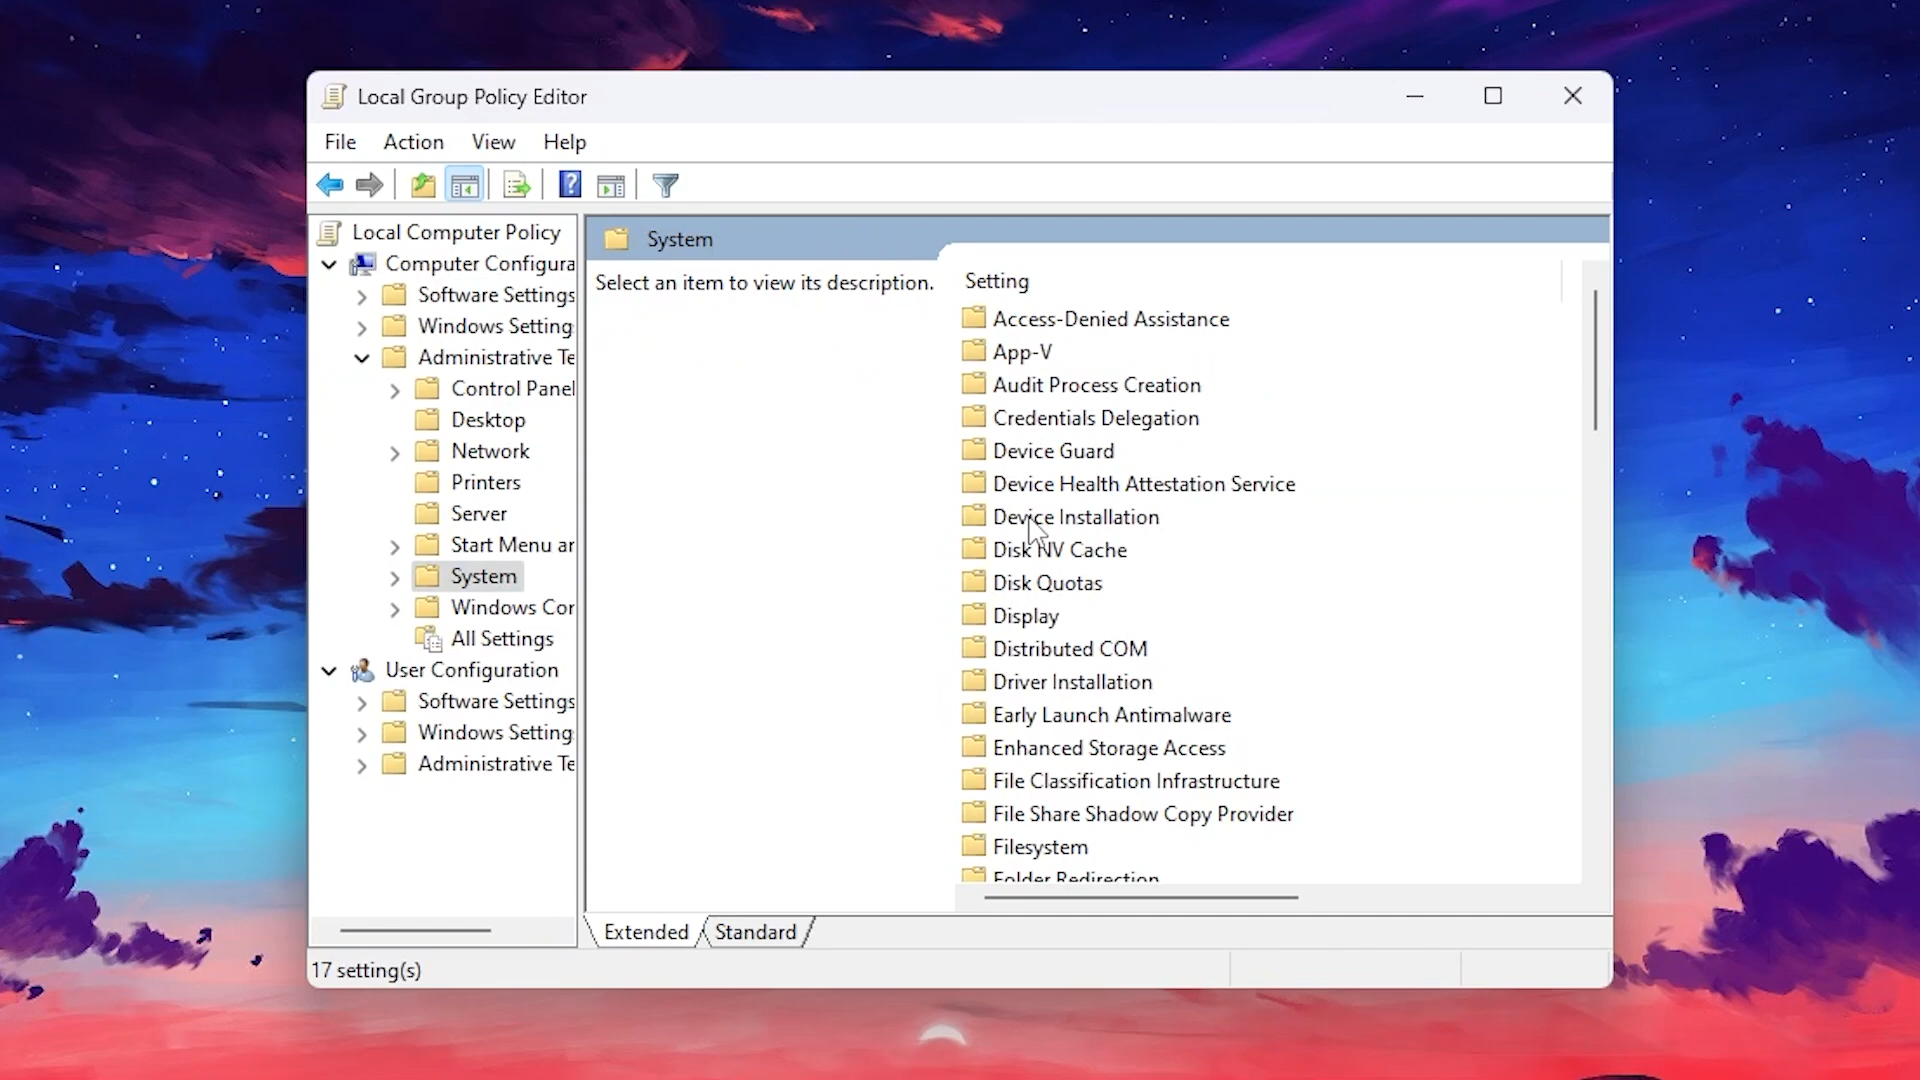 Local Group Policy Editor
File Action View Help
Local Computer Policy
Computer Configura
Software Settings
Windows Setting
Administrative Te
Control Panel
Desktop
Network
Printers
Server
Start Menu ar
System
Windows Cor
All Settings
User Configuration
Software Settings
Windows Setting
Administrative Te
System
Select an item to view its description.
Setting
Access-Denied Assistance
App-V
Audit Process Creation
Credentials Delegation
Device Guard
Device Health Attestation Service
Device Installation
Disk NV Cache
Disk Quotas
Display
Distributed COM
Driver Installation
Early Launch Antimalware
Enhanced Storage Access
File Classification Infrastructure
File Share Shadow Copy Provider
Filesystem
Folder Redirection
Extended Standard
17 setting(s)